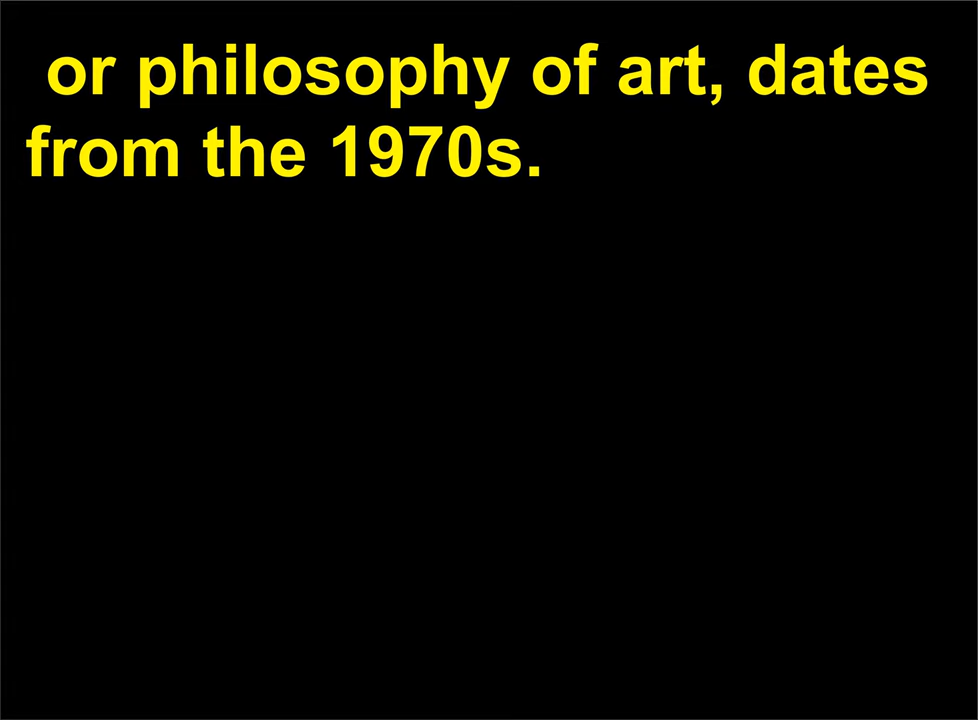 or philosophy of art, dates
from the 1970s.